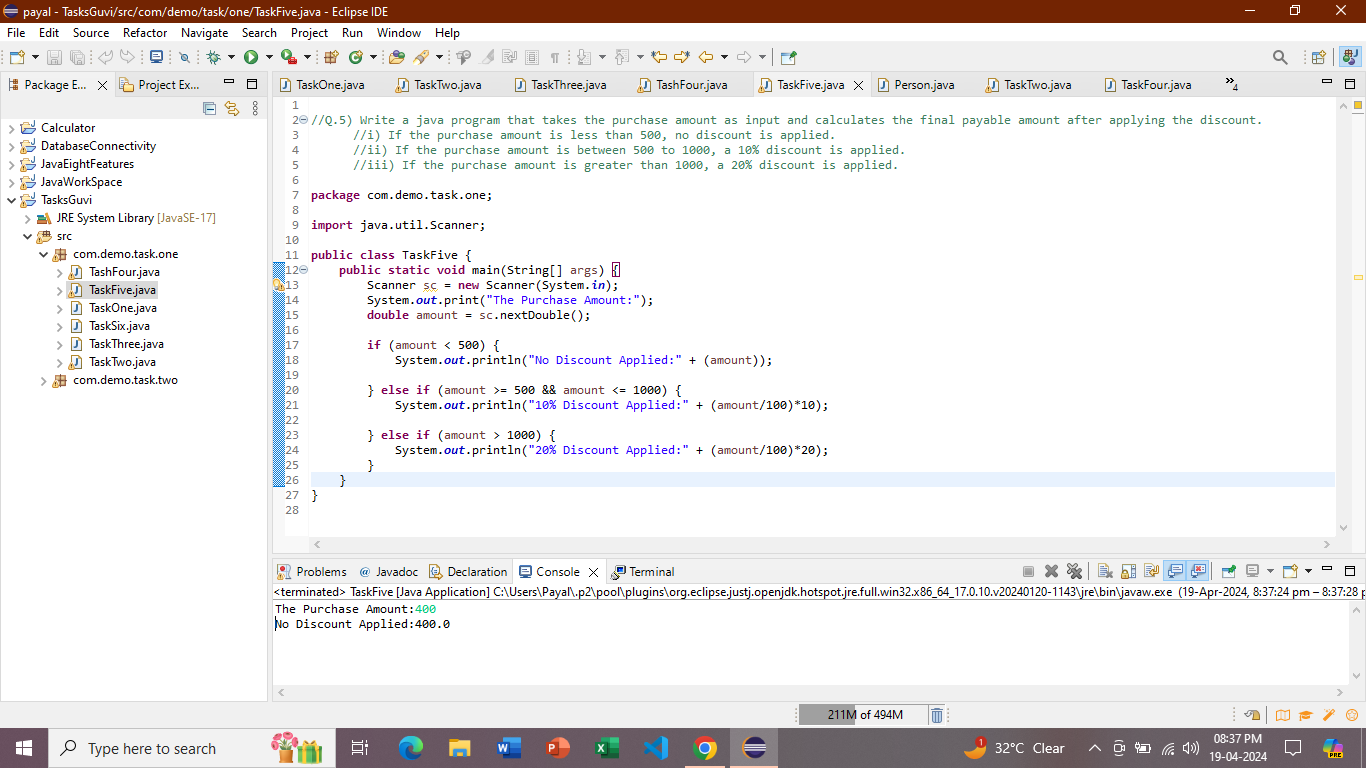 payal - TasksGuvi/src/com/demo/task/one/TaskFive.java - Eclipse IDE
File Edit Source Refactor Navigate Search Project Run Window Help
Package E... Project Ex...
Calculator
DatabaseConnectivity
JavaEightFeatures
JavaWorkSpace
TasksGuvi
JRE System Library [JavaSE-17]
src
com.demo.task.one
TashFour.java
TaskFive.java
TaskOne.java
TaskSix.java
TaskThree.java
TaskTwo.java
com.demo.task.two
TaskOne.java TaskTwo.java TaskThree.java TashFour.java TaskFive.java Person.java TaskTwo.java TaskFour.java 4
1
2 //Q.5) Write a java program that takes the purchase amount as input and calculates the final payable amount after applying the discount.
3 //i) If the purchase amount is less than 500, no discount is applied.
4 //ii) If the purchase amount is between 500 to 1000, a 10% discount is applied.
5 //iii) If the purchase amount is greater than 1000, a 20% discount is applied.
6
7 package com.demo.task.one;
8
9 import java.util.Scanner;
10
11 public class TaskFive {
12 public static void main(String[] args) {
13 Scanner sc = new Scanner(System.in);
14 System.out.print("The Purchase Amount:");
15 double amount = sc.nextDouble();
16
17 if (amount < 500) {
18 System.out.println("No Discount Applied:" + (amount));
19
20 } else if (amount >= 500 && amount <= 1000) {
21 System.out.println("10% Discount Applied:" + (amount/100)*10);
22
23 } else if (amount > 1000) {
24 System.out.println("20% Discount Applied:" + (amount/100)*20);
25 }
26 }
27 }
28
Problems @ Javadoc Declaration Console Terminal
<terminated> TaskFive [Java Application] C:\Users\Payal\.p2\pool\plugins\org.eclipse.justj.openjdk.hotspot.jre.full.win32.x86_64_17.0.10.v20240120-1143\jre\bin\javaw.exe (19-Apr-2024, 8:37:24 pm – 8:37:28 p
The Purchase Amount:400
No Discount Applied:400.0
211M of 494M
Type here to search
1 32°C Clear
08:37 PM
19-04-2024
PRE